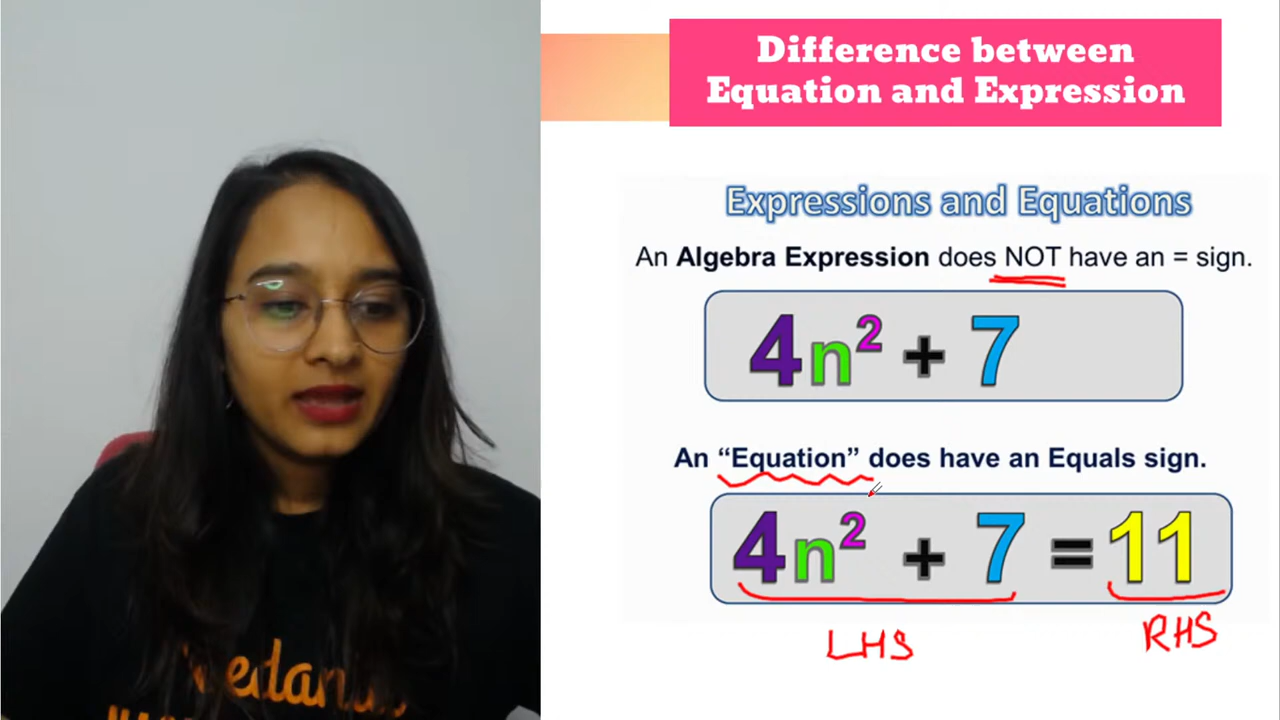 Difference between
Equation and Expression
Expressions and Equations
An Algebra Expression does NOT have an = sign.
4n² + 7
An “Equation” does have an Equals sign.
4n² + 7 = 11
LHS
RHS